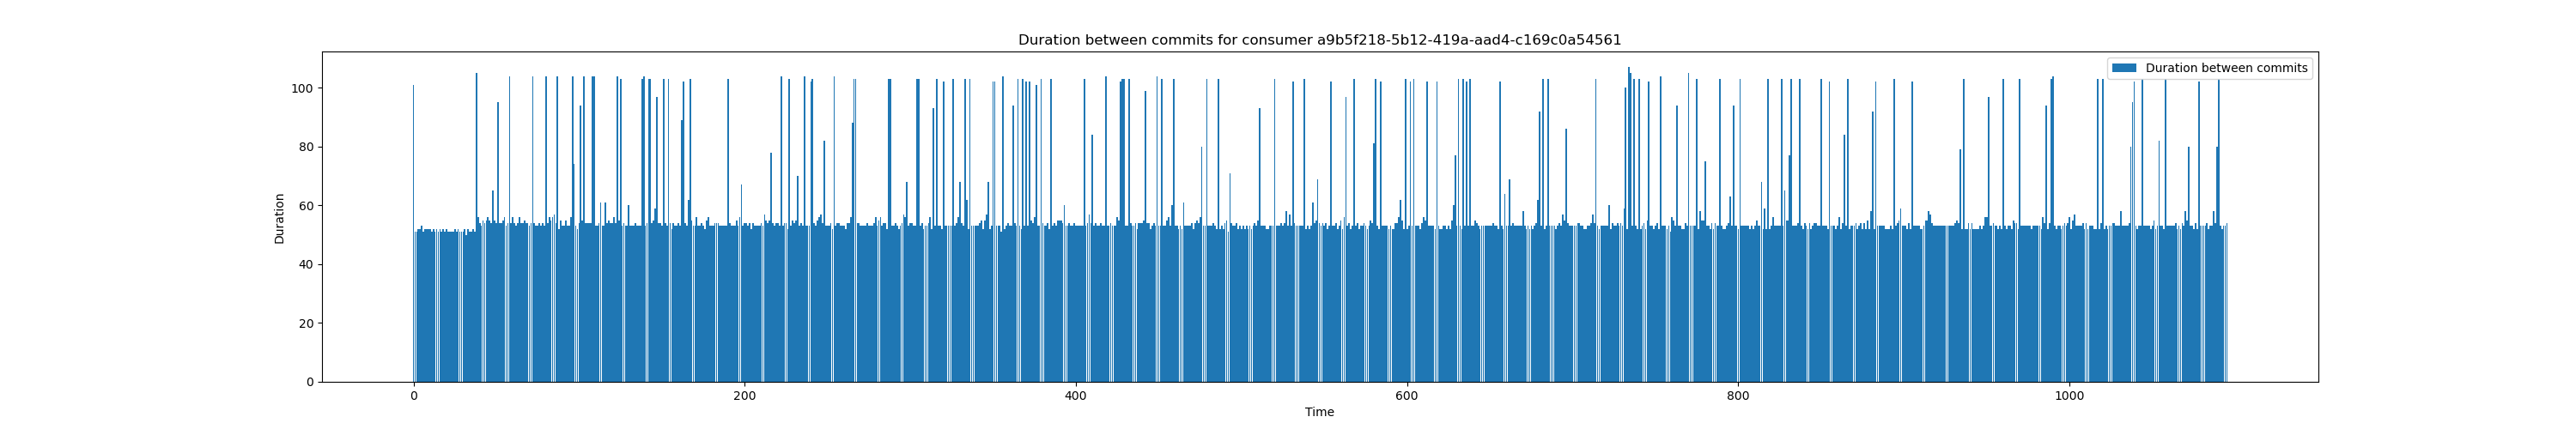 Duration between commits for consumer a9b5f218-5b12-419a-aad4-c169c0a54561
Duration between commits
100
80
60
40
20
0
Duration
0 200 400 600 800 1000
Time